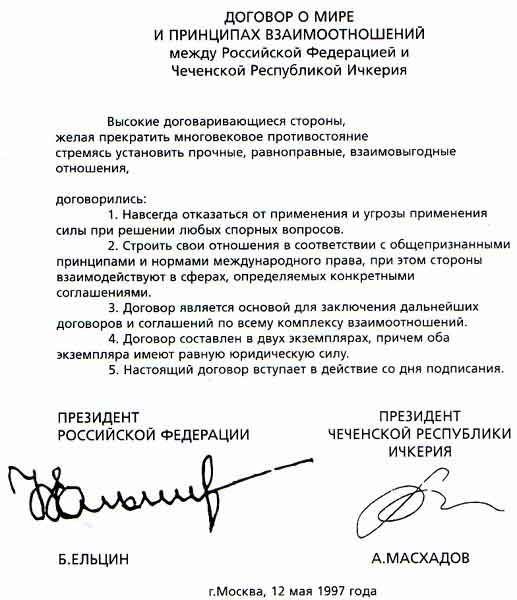 ДОГОВОР О МИРЕ
И ПРИНЦИПАХ ВЗАИМООТНОШЕНИЙ
между Российской Федерацией и
Чеченской Республикой Ичкерия
Высокие договаривающиеся стороны,
желая прекратить многовековое противостояние
стремясь установить прочные, равноправные, взаимовыгодные
отношения,
договорились:
1. Навсегда отказаться от применения и угрозы применения
силы при решении любых спорных вопросов.
2. Строить свои отношения в соответствии с общепризнанными
принципами и нормами международного права, при этом стороны
взаимодействуют в сферах, определяемых конкретными
соглашениями.
3. Договор является основой для заключения дальнейших
договоров и соглашений по всему комплексу взаимоотношений.
4. Договор составлен в двух экземплярах, причем оба
экземпляра имеют равную юридическую силу.
5. Настоящий договор вступает в действие со дня подписания.
ПРЕЗИДЕНТ
РОССИЙСКОЙ ФЕДЕРАЦИИ
Б.ЕЛЬЦИН
ПРЕЗИДЕНТ
ЧЕЧЕНСКОЙ РЕСПУБЛИКИ
ИЧКЕРИЯ
А.МАСХАДОВ
г.Москва, 12 мая 1997 года